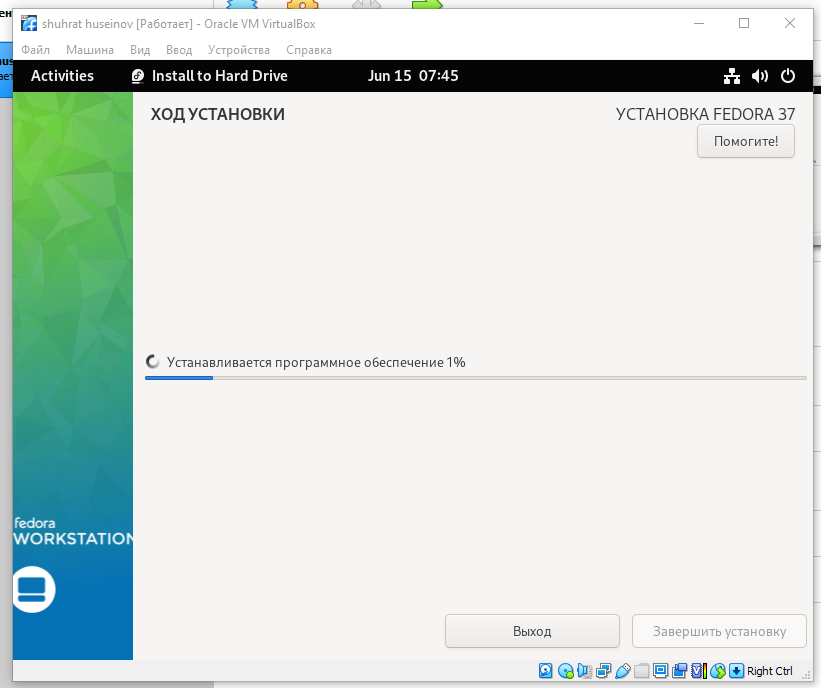 shuhrat huseinov [Работает] - Oracle VM VirtualBox
Файл Машина Вид Ввод Устройства Справка
Activities Install to Hard Drive Jun 15 07:45
ХОД УСТАНОВКИ УСТАНОВКА FEDORA 37
Помогите!
Устанавливается программное обеспечение 1%
fedora
WORKSTATION
Выход Завершить установку
Right Ctrl